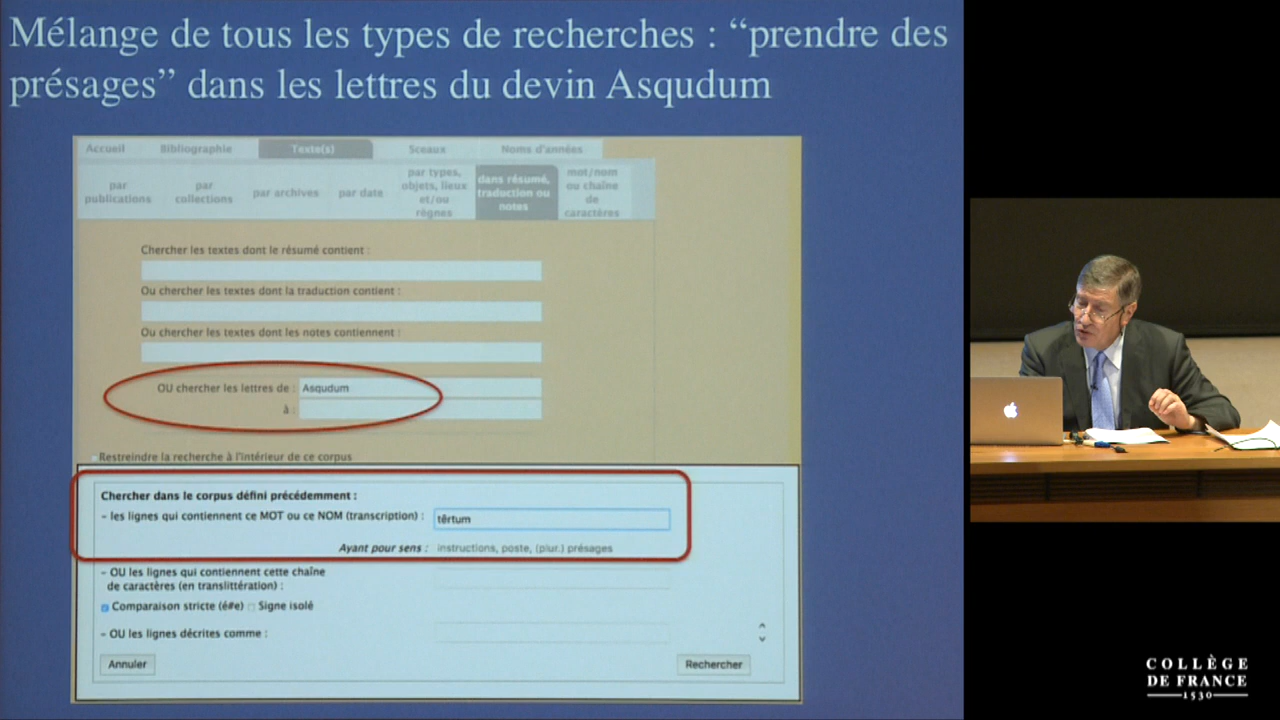 Mélange de tous les types de recherches : “prendre des
présages” dans les lettres du devin Asqudum
Accueil Bibliographie Texte(s) Sceaux Noms d'années
par
publications
par
collections
par archives
par date
par types,
objets, lieux
et/ou
règnes
dans résumé,
traduction ou
notes
mot/nom
ou chaîne
de
caractères
Chercher les textes dont le résumé contient :
Ou chercher les textes dont la traduction contient :
Ou chercher les textes dont les notes contiennent :
OU chercher les lettres de : Asqudum
à :
Restreindre la recherche à l'intérieur de ce corpus
Chercher dans le corpus défini précédemment :
– les lignes qui contiennent ce MOT ou ce NOM (transcription) : têrtum
Ayant pour sens : instructions, poste, (plur.) présages
– OU les lignes qui contiennent cette chaîne
de caractères (en translittération) :
Comparaison stricte (é≠e) Signe isolé
– OU les lignes décrites comme :
Annuler Rechercher
COLLÈGE
DE FRANCE
1530